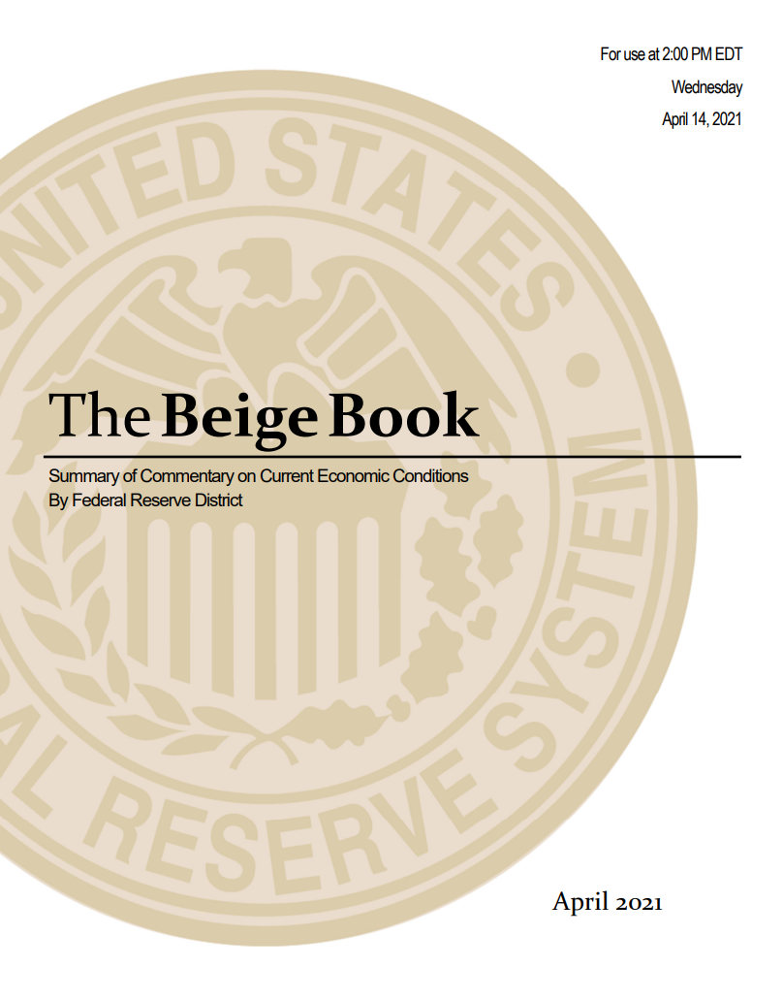 For use at 2:00 PM EDT
Wednesday
April 14, 2021
UNITED STATES
The Beige Book
Summary of Commentary on Current Economic Conditions
By Federal Reserve District
AL RESERVE SYSTEM
April 2021